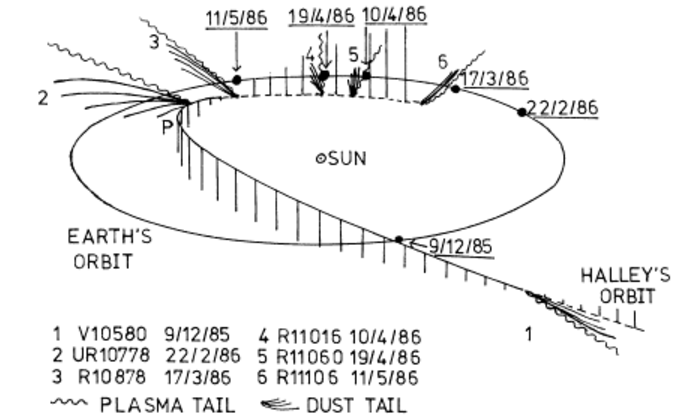 11/5/86 19/4/86 10/4/86
3
4 5 6
17/3/86
2
22/2/86
P
SUN
EARTH'S
ORBIT
9/12/85
HALLEY'S
ORBIT
1
1 V10580 9/12/85 4 R11016 10/4/86
2 UR10778 22/2/86 5 R11060 19/4/86
3 R10878 17/3/86 6 R11106 11/5/86
PLASMA TAIL DUST TAIL